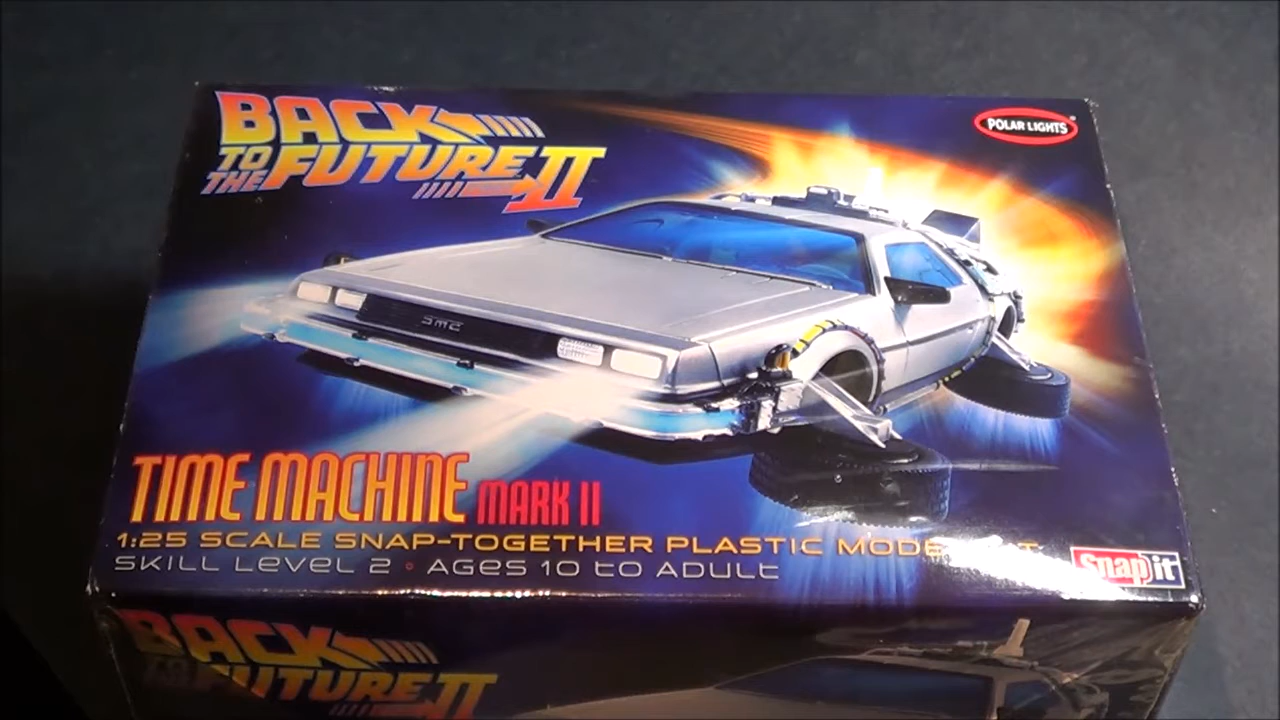 BACK
TO THE FUTURE II
POLAR LIGHTS
DMC
TIME MACHINE MARK II
1:25 SCALE SNAP-TOGETHER PLASTIC
SKILL LEVEL 2 • AGES 10 TO ADULT
Snap it
BACK
TO THE FUTURE II